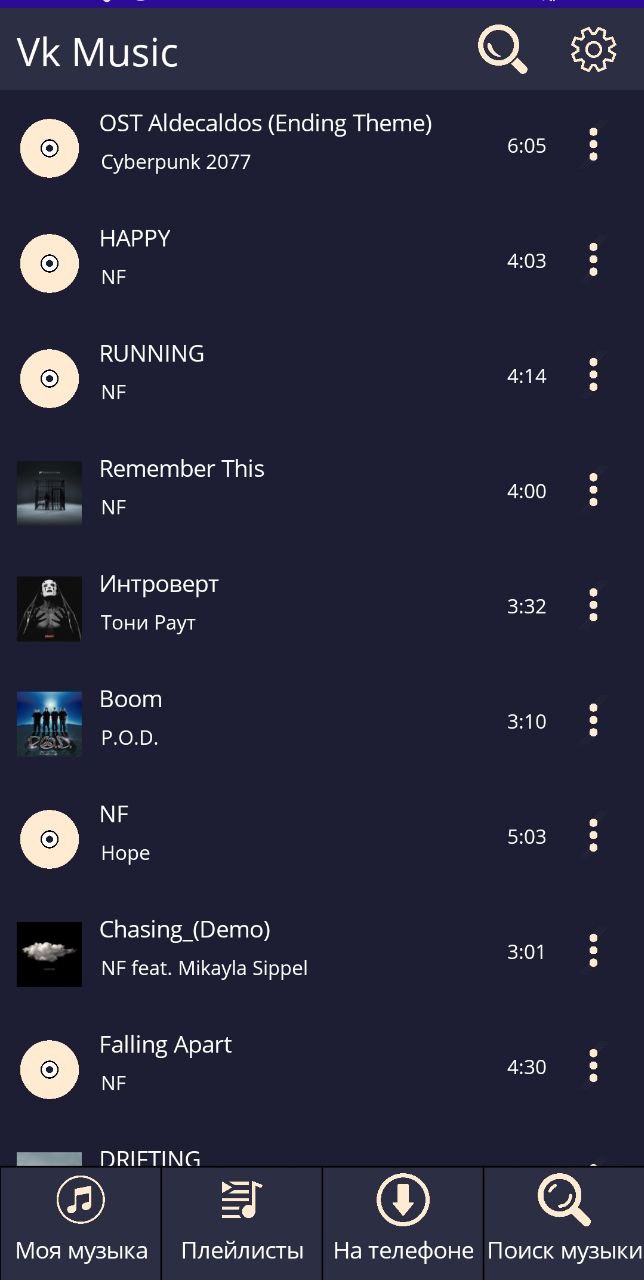 Vk Music
OST Aldecaldos (Ending Theme)
6:05
Cyberpunk 2077
HAPPY
4:03
NF
RUNNING
4:14
NF
Remember This
4:00
NF
Интроверт
3:32
Тони Раут
Boom
3:10
P.O.D.
P.O.D.
NF
5:03
Hope
Chasing_(Demo)
3:01
NF feat. Mikayla Sippel
Falling Apart
4:30
NF
DRIFTING
Моя музыка
Плейлисты
На телефоне
Поиск музыки